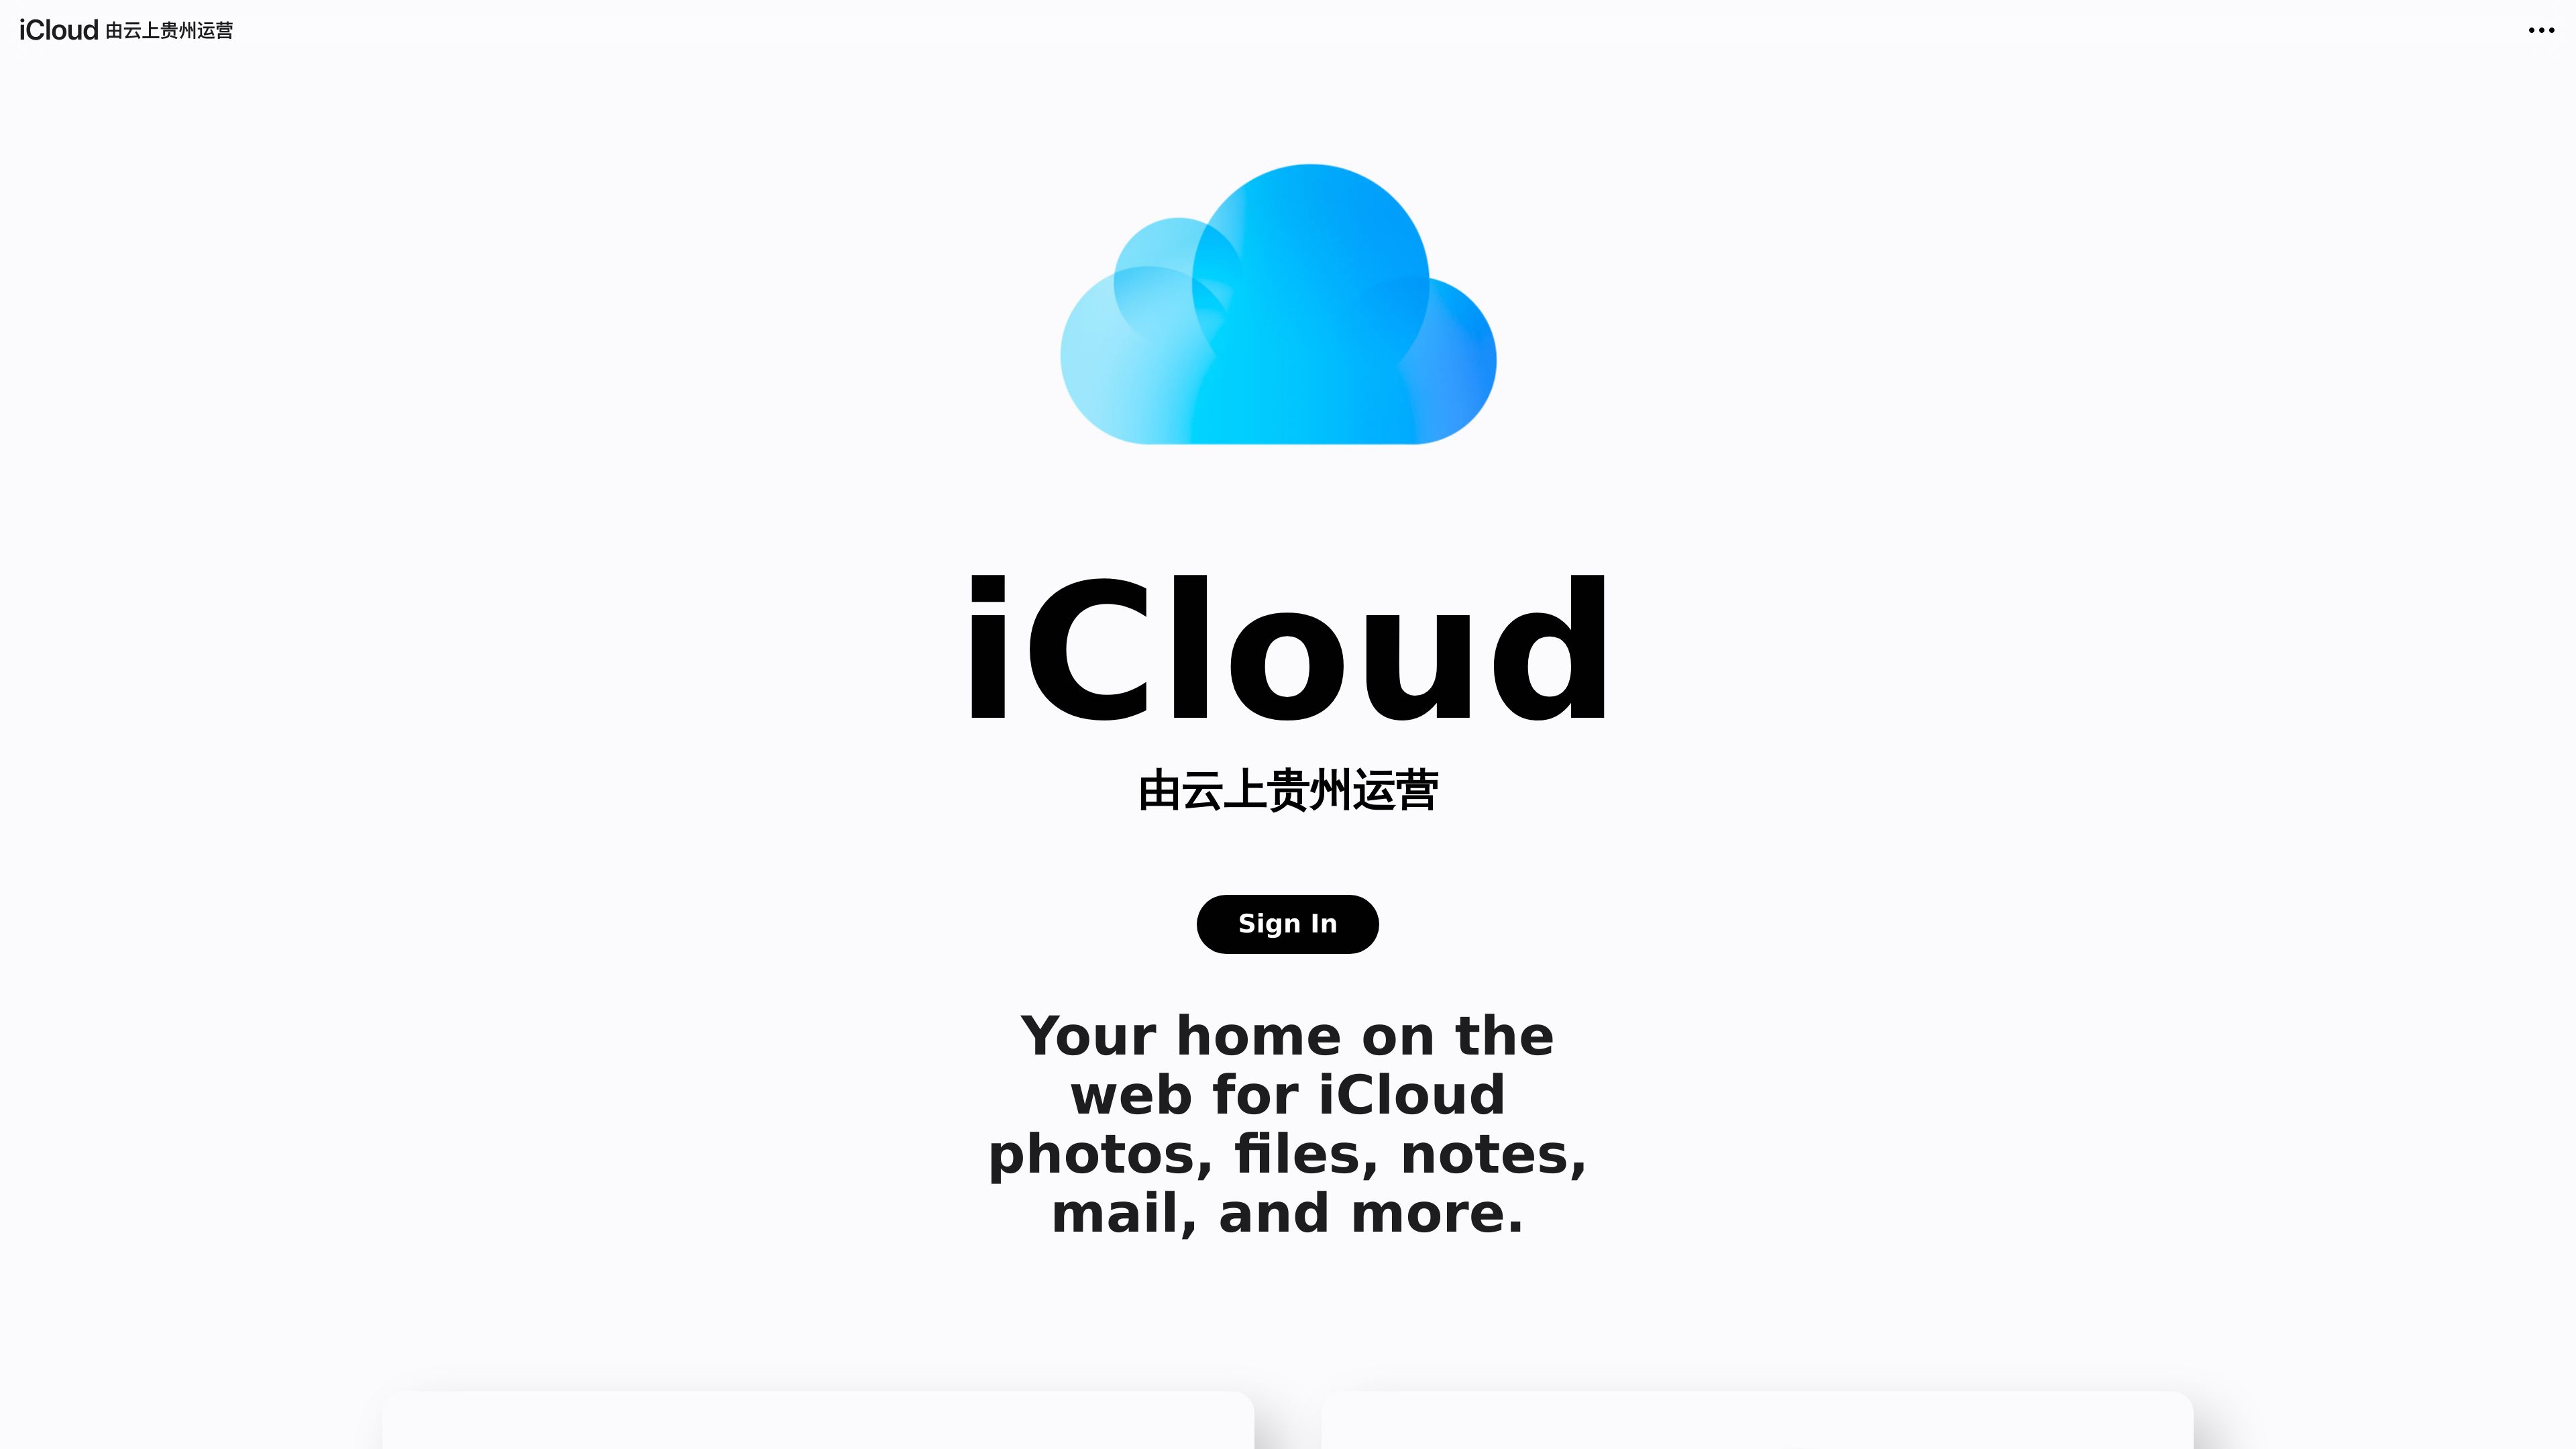 iCloud 由云上贵州运营
iCloud
由云上贵州运营
Sign In
Your home on the
web for iCloud
photos, files, notes,
mail, and more.